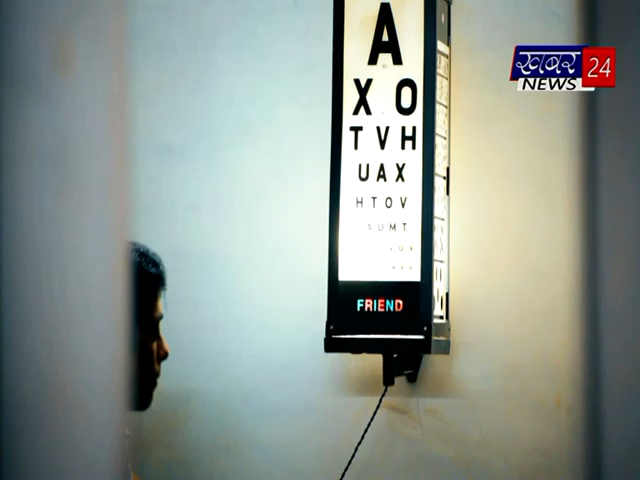 A
X O
T V H
U A X
H T O V
A U M T
FRIEND
खबर 24
NEWS